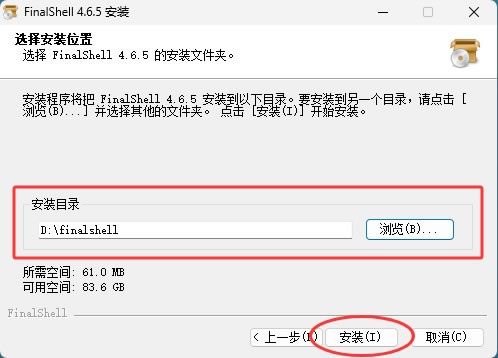 FinalShell 4.6.5 安装
选择安装位置
选择 FinalShell 4.6.5 的安装文件夹。
安装程序将把 FinalShell 4.6.5 安装到以下目录。要安装到另一个目录，请点击 [
浏览(B)...] 并选择其他的文件夹。 点击 [安装(I)] 开始安装。
安装目录
D:\finalshell
浏览(B)...
所需空间: 61.0 MB
可用空间: 83.6 GB
FinalShell
< 上一步(P)
安装(I)
取消(C)